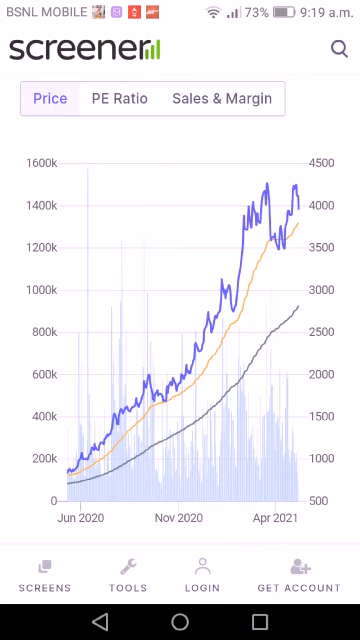 BSNL MOBILE 73% 9:19 a.m.
screener
Price PE Ratio Sales & Margin
1600k 4500
1400k 4000
1200k 3500
1000k 3000
800k 2500
600k 2000
400k 1500
200k 1000
0 500
Jun 2020 Nov 2020 Apr 2021
SCREENS TOOLS LOGIN GET ACCOUNT